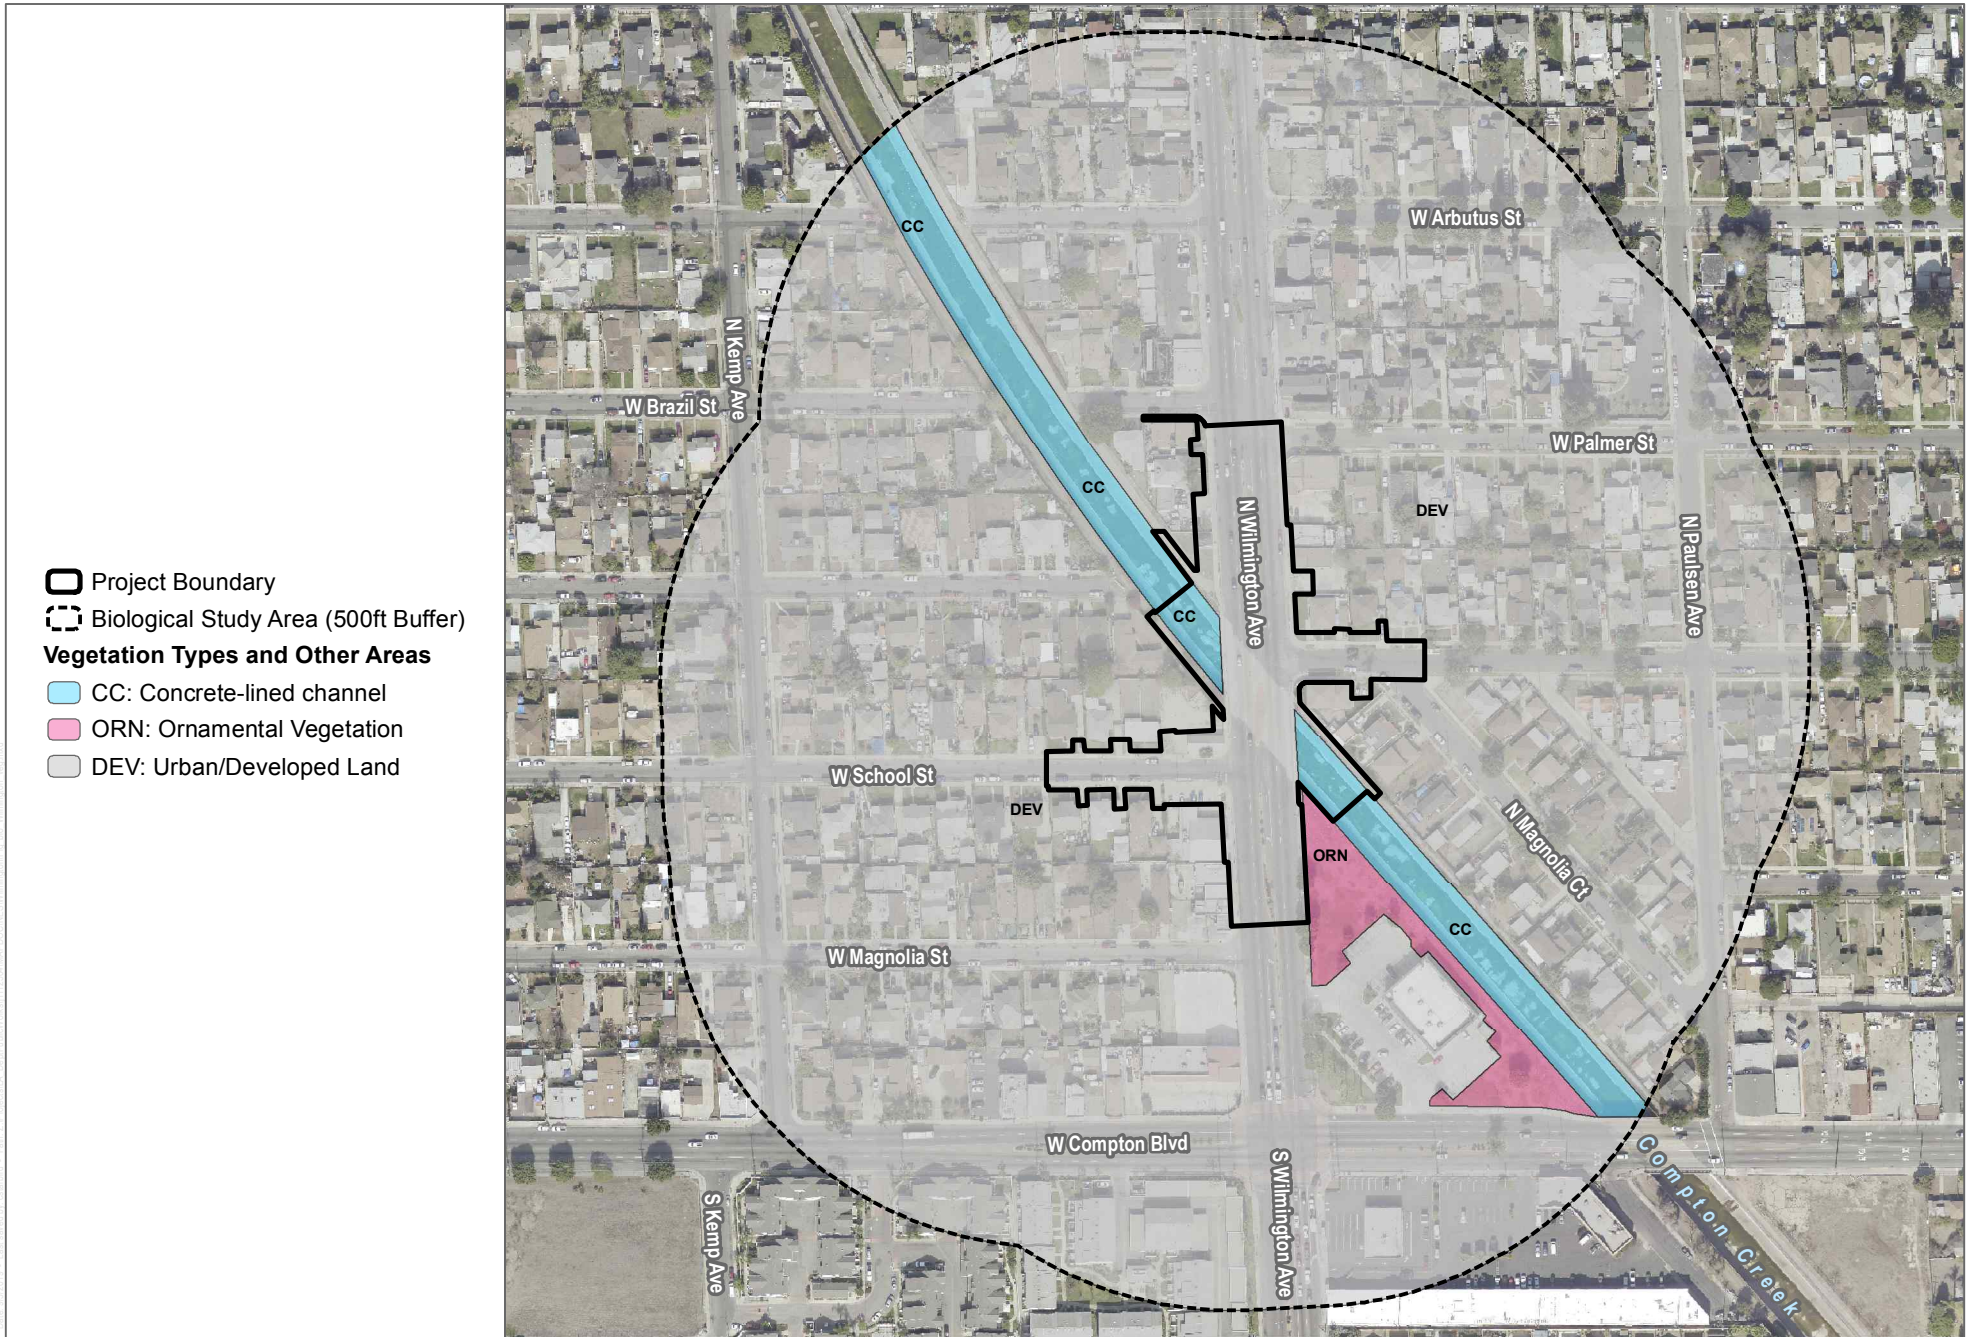 Project Boundary
Biological Study Area (500ft Buffer)
Vegetation Types and Other Areas
CC: Concrete-lined channel
ORN: Ornamental Vegetation
DEV: Urban/Developed Land
CC
W Arbutus St
N Kemp Ave
W Brazil St
W Palmer St
CC
DEV
N Wilmington Ave
N Paulsen Ave
CC
W School St
DEV
N Magnolia Ct
ORN
CC
W Magnolia St
W Compton Blvd
S Kemp Ave
S Wilmington Ave
Compton Creek